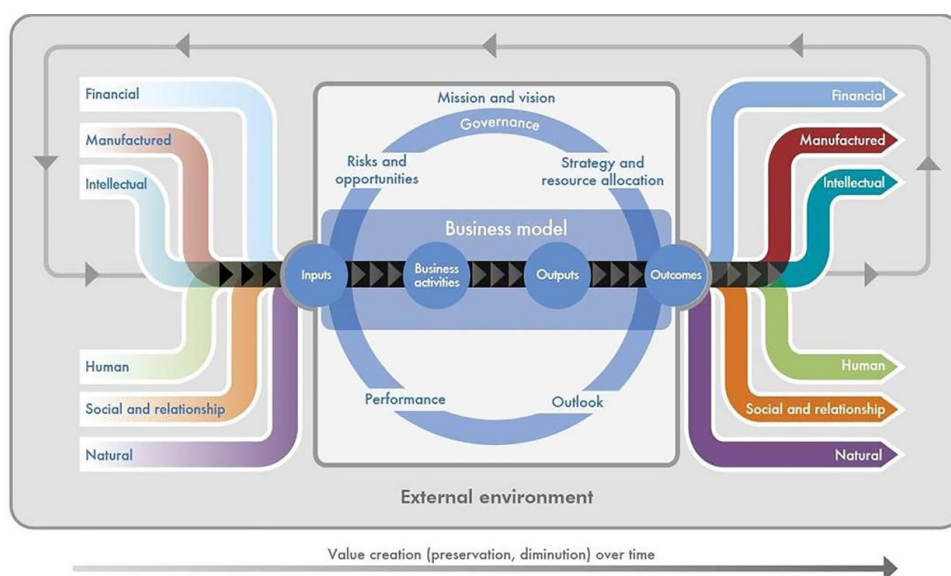 Financial
Manufactured
Intellectual
Human
Social and relationship
Natural
Mission and vision
Governance
Risks and
opportunities
Strategy and
resource allocation
Business model
Inputs
Business
activities
Outputs
Outcomes
Performance
Outlook
Financial
Manufactured
Intellectual
Human
Social and relationship
Natural
External environment
Value creation (preservation, diminution) over time